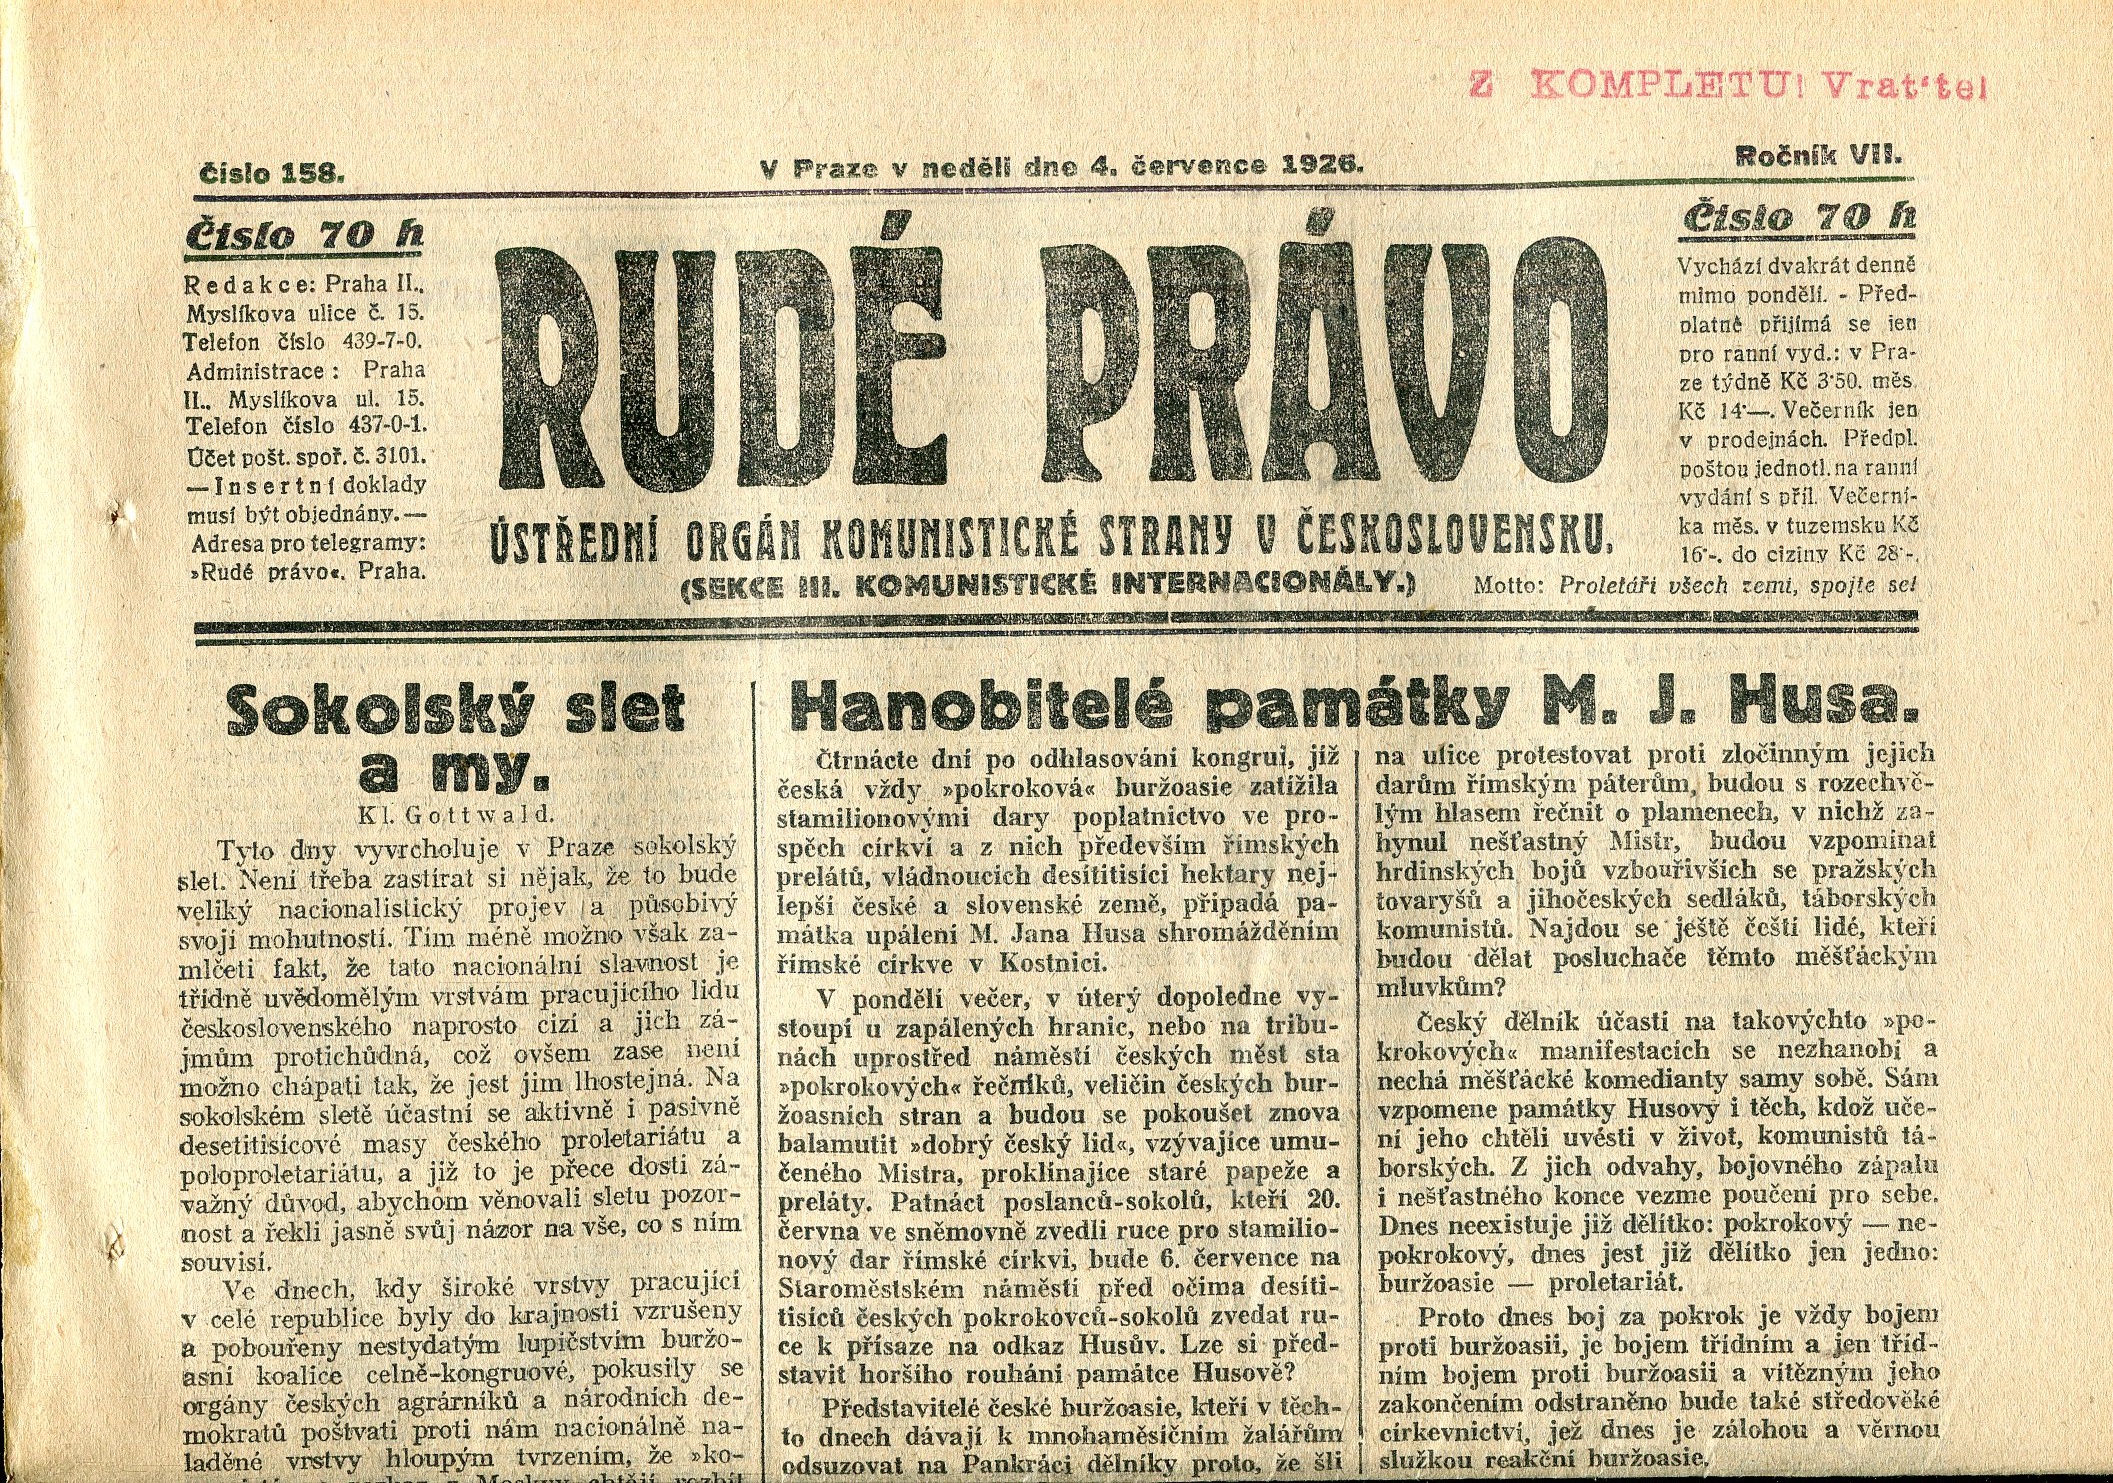 Z KOMPLETU! Vrat'te!
Číslo 158.
V Praze v neděli dne 4. července 1926.
Ročník VII.
Číslo 70 h
Redakce: Praha II.,
Myslíkova ulice č. 15.
Telefon číslo 439-7-0.
Administrace: Praha
II., Myslíkova ul. 15.
Telefon číslo 437-0-1.
Účet pošt. spoř. č. 3101.
— Insertní doklady
musí být objednány. —
Adresa pro telegramy:
»Rudé právo«, Praha.
RUDÉ PRÁVO
ÚSTŘEDNÍ ORGÁN KOMUNISTICKÉ STRANY V ČESKOSLOVENSKU.
(SEKCE III. KOMUNISTICKÉ INTERNACIONÁLY.)
Motto: Proletáři všech zemí, spojte se!
Číslo 70 h
Vychází dvakrát denně
mimo pondělí. - Před-
platné přijímá se jen
pro ranní vyd.: v Pra-
ze týdně Kč 3·50, měs.
Kč 14·—. Večerník jen
v prodejnách. Předpl.
poštou jednotl. na ranní
vydání s příl. Večerní-
ka měs. v tuzemsku Kč
16·-, do ciziny Kč 28·-.
Sokolský slet
a my.
Kl. Gottwald.
Tyto dny vyvrcholuje v Praze sokolský
slet. Není třeba zastírat si nějak, že to bude
veliký nacionalistický projev a působivý
svojí mohutností. Tím méně možno však za-
mlčeti fakt, že tato nacionální slavnost je
třídně uvědomělým vrstvám pracujícího lidu
československého naprosto cizí a jich zá-
jmům protichůdná, což ovšem zase není
možno chápati tak, že jest jim lhostejná. Na
sokolském sletě účastní se aktivně i pasivně
desetitisícové masy českého proletariátu a
poloproletariátu, a již to je přece dosti zá-
važný důvod, abychom věnovali sletu pozor-
nost a řekli jasně svůj názor na vše, co s ním
souvisí.
Ve dnech, kdy široké vrstvy pracující
v celé republice byly do krajnosti vzrušeny
a pobouřeny nestydatým lupičstvím buržo-
asní koalice celně-kongruové, pokusily se
orgány českých agrárníků a národních de-
mokratů poštvati proti nám nacionálně na-
laděné vrstvy hloupým tvrzením, že »ko-
Hanobitelé památky M. J. Husa.
Čtrnácte dní po odhlasování kongruí, jíž
česká vždy »pokroková« buržoasie zatížila
stamilionovými dary poplatnictvo ve pro-
spěch církví a z nich především římských
prelátů, vládnoucích desítitisíci hektary nej-
lepší české a slovenské země, připadá pa-
mátka upálení M. Jana Husa shromážděním
římské církve v Kostnici.
V pondělí večer, v úterý dopoledne vy-
stoupí u zapálených hranic, nebo na tribu-
nách uprostřed náměstí českých měst sta
»pokrokových« řečníků, veličin českých bur-
žoasních stran a budou se pokoušet znova
balamutit »dobrý český lid«, vzývajíce umu-
čeného Mistra, proklínajíce staré papeže a
preláty. Patnáct poslanců-sokolů, kteří 20.
června ve sněmovně zvedli ruce pro stamilio-
nový dar římské církvi, bude 6. července na
Staroměstském náměstí před očima desíti-
tisíců českých pokrokovců-sokolů zvedat ru-
ce k přísaze na odkaz Husův. Lze si před-
stavit horšího rouhání památce Husově?
Představitelé české buržoasie, kteří v těch-
to dnech dávají k mnohaměsíčním žalářům
odsuzovat na Pankráci dělníky proto, že šli
na ulice protestovat proti zločinným jejich
darům římským páterům, budou s rozechvě-
lým hlasem řečnit o plamenech, v nichž za-
hynul nešťastný Mistr, budou vzpomínat
hrdinských bojů vzbouřivších se pražských
tovaryšů a jihočeských sedláků, táborských
komunistů. Najdou se ještě čeští lidé, kteří
budou dělat posluchače těmto měšťáckým
mluvkům?
Český dělník účastí na takovýchto »po-
krokových« manifestacích se nezhanobí a
nechá měšťácké komedianty samy sobě. Sám
vzpomene památky Husovy i těch, kdož uče-
ní jeho chtěli uvésti v život, komunistů tá-
borských. Z jich odvahy, bojovného zápalu
i nešťastného konce vezme poučení pro sebe.
Dnes neexistuje již dělítko: pokrokový — ne-
pokrokový, dnes jest již dělítko jen jedno:
buržoasie — proletariát.
Proto dnes boj za pokrok je vždy bojem
proti buržoasii, je bojem třídním a jen tříd-
ním bojem proti buržoasii a vítězným jeho
zakončením odstraněno bude také středověké
církevnictví, jež dnes je zálohou a věrnou
služkou reakční buržoasie.